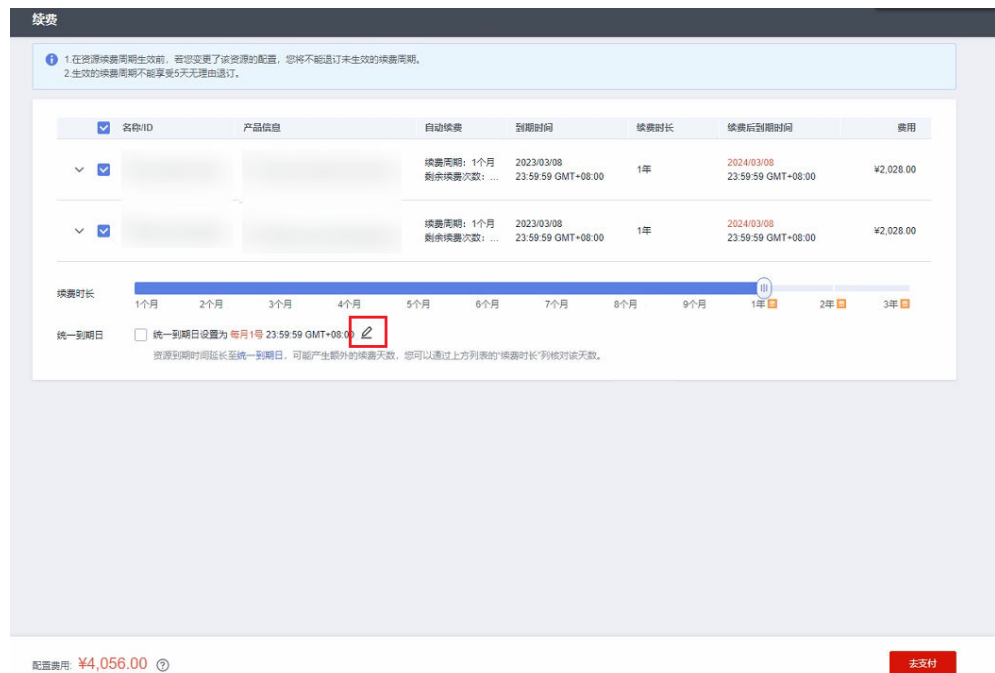 续费
1.在资源续费周期生效前，若您变更了该资源的配置，您将不能退订未生效的续费周期。
2.生效的续费周期不能享受5天无理由退订。
名称/ID 产品信息 自动续费 到期时间 续费时长 续费后到期时间 费用
续费周期：1个月 2023/03/08 1年 2024/03/08 ¥2,028.00
剩余续费次数：... 23:59:59 GMT+08:00 23:59:59 GMT+08:00
续费周期：1个月 2023/03/08 1年 2024/03/08 ¥2,028.00
剩余续费次数：... 23:59:59 GMT+08:00 23:59:59 GMT+08:00
续费时长
1个月 2个月 3个月 4个月 5个月 6个月 7个月 8个月 9个月 1年 2年 3年
统一到期日 统一到期日设置为 每月1号 23:59:59 GMT+08:00
资源到期时间延长至统一到期日，可能产生额外的续费天数，您可以通过上方列表的“续费时长”列核对该天数。
配置费用: ¥4,056.00
去支付